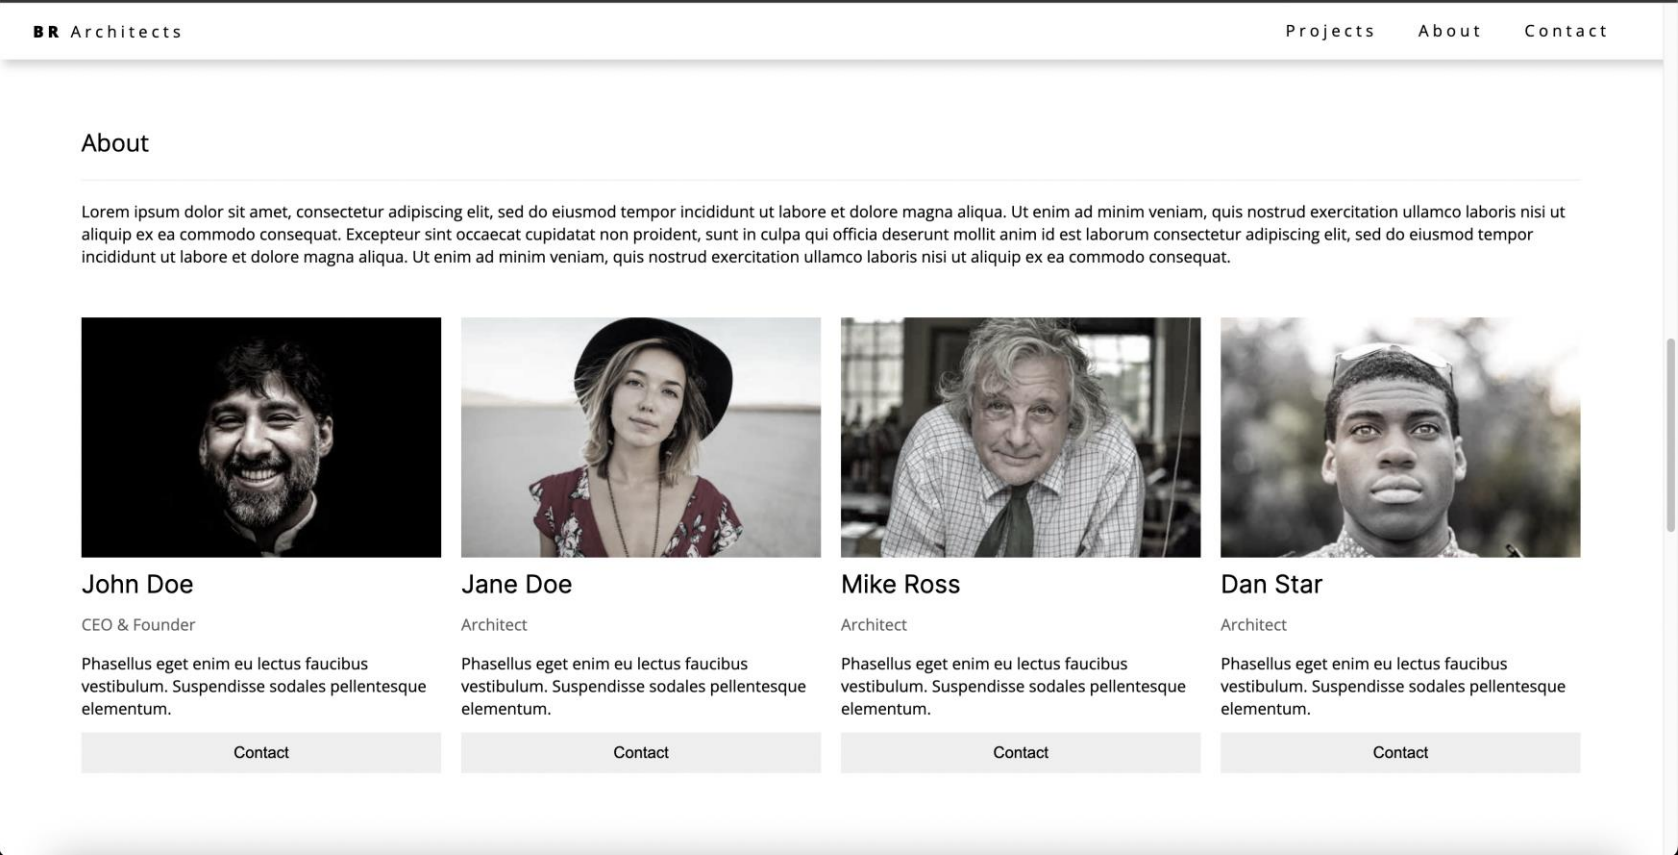 BR Architects
Projects About Contact
About
Lorem ipsum dolor sit amet, consectetur adipiscing elit, sed do eiusmod tempor incididunt ut labore et dolore magna aliqua. Ut enim ad minim veniam, quis nostrud exercitation ullamco laboris nisi ut
aliquip ex ea commodo consequat. Excepteur sint occaecat cupidatat non proident, sunt in culpa qui officia deserunt mollit anim id est laborum consectetur adipiscing elit, sed do eiusmod tempor
incididunt ut labore et dolore magna aliqua. Ut enim ad minim veniam, quis nostrud exercitation ullamco laboris nisi ut aliquip ex ea commodo consequat.
John Doe
CEO & Founder
Phasellus eget enim eu lectus faucibus
vestibulum. Suspendisse sodales pellentesque
elementum.
Contact
Jane Doe
Architect
Phasellus eget enim eu lectus faucibus
vestibulum. Suspendisse sodales pellentesque
elementum.
Contact
Mike Ross
Architect
Phasellus eget enim eu lectus faucibus
vestibulum. Suspendisse sodales pellentesque
elementum.
Contact
Dan Star
Architect
Phasellus eget enim eu lectus faucibus
vestibulum. Suspendisse sodales pellentesque
elementum.
Contact